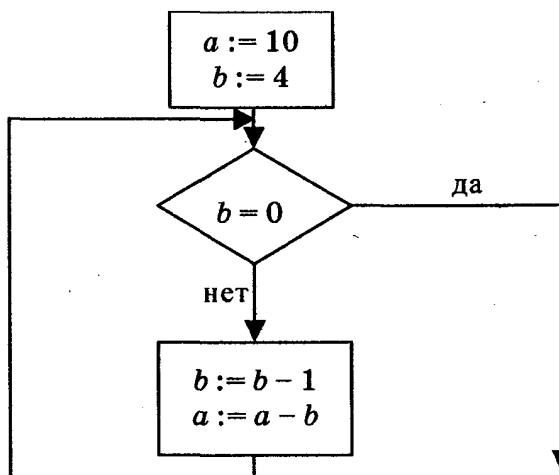 a := 10
b := 4
b = 0
да
нет
b := b – 1
a := a – b